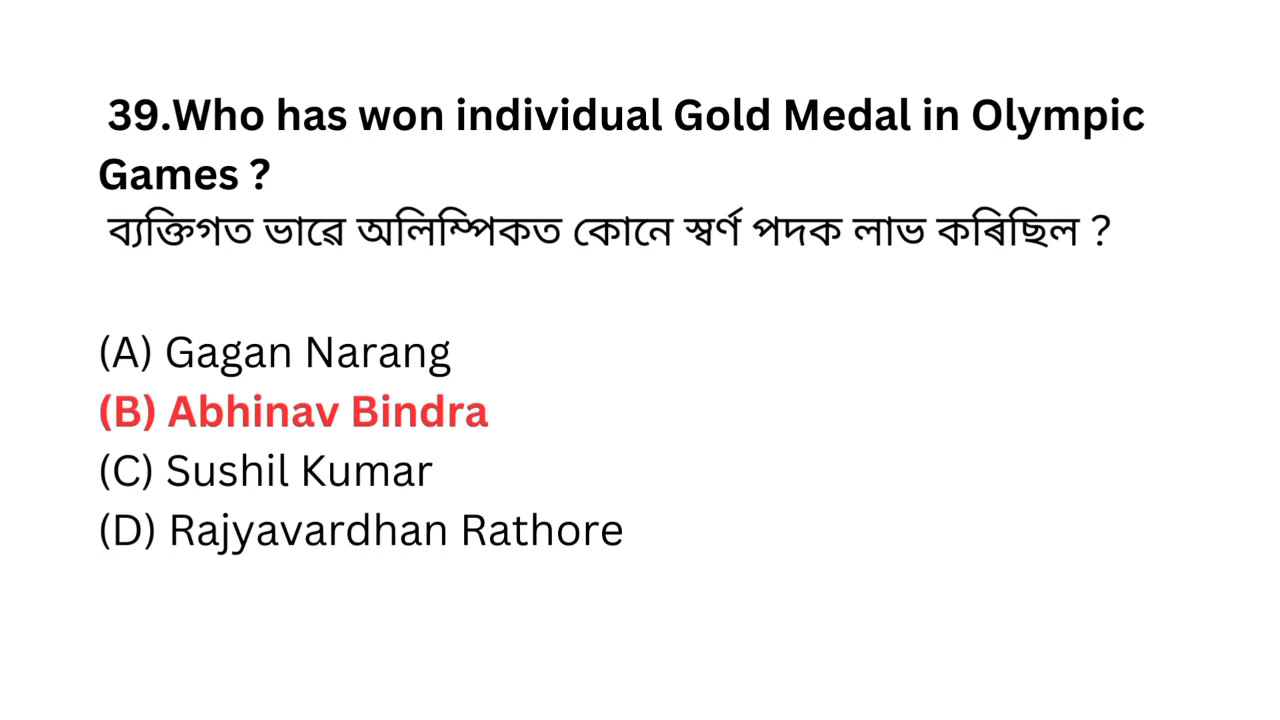 39.Who has won individual Gold Medal in Olympic
Games ?
ব্যক্তিগত ভাৱে অলিম্পিকত কোনে স্বৰ্ণ পদক লাভ কৰিছিল ?
(A) Gagan Narang
(B) Abhinav Bindra
(C) Sushil Kumar
(D) Rajyavardhan Rathore